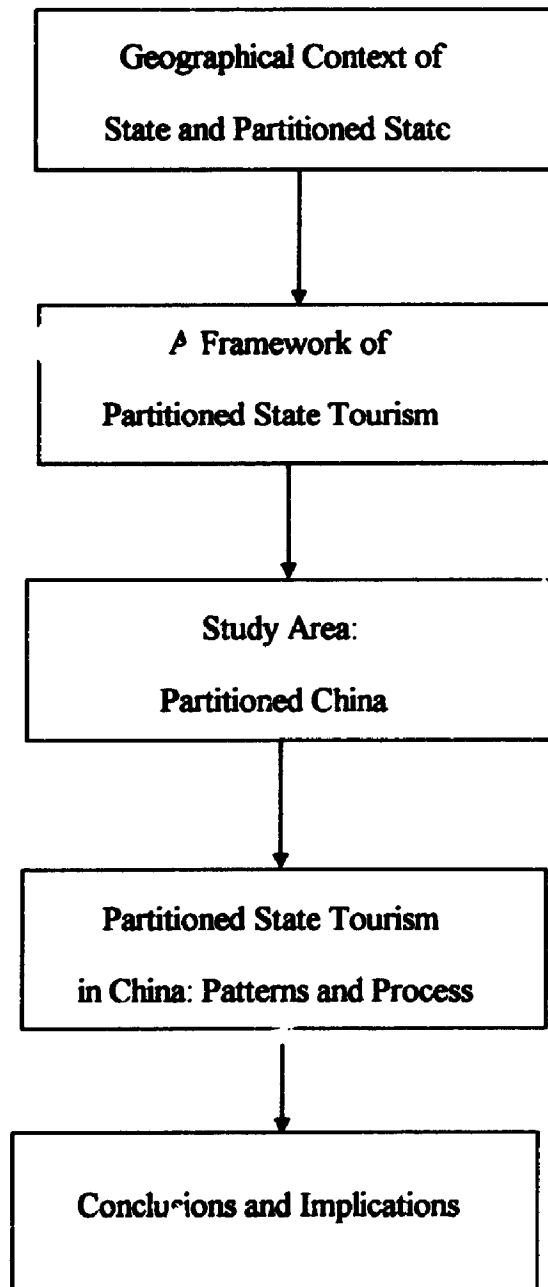 Geographical Context of
State and Partitioned State
A Framework of
Partitioned State Tourism
Study Area:
Partitioned China
Partitioned State Tourism
in China: Patterns and Process
Conclusions and Implications